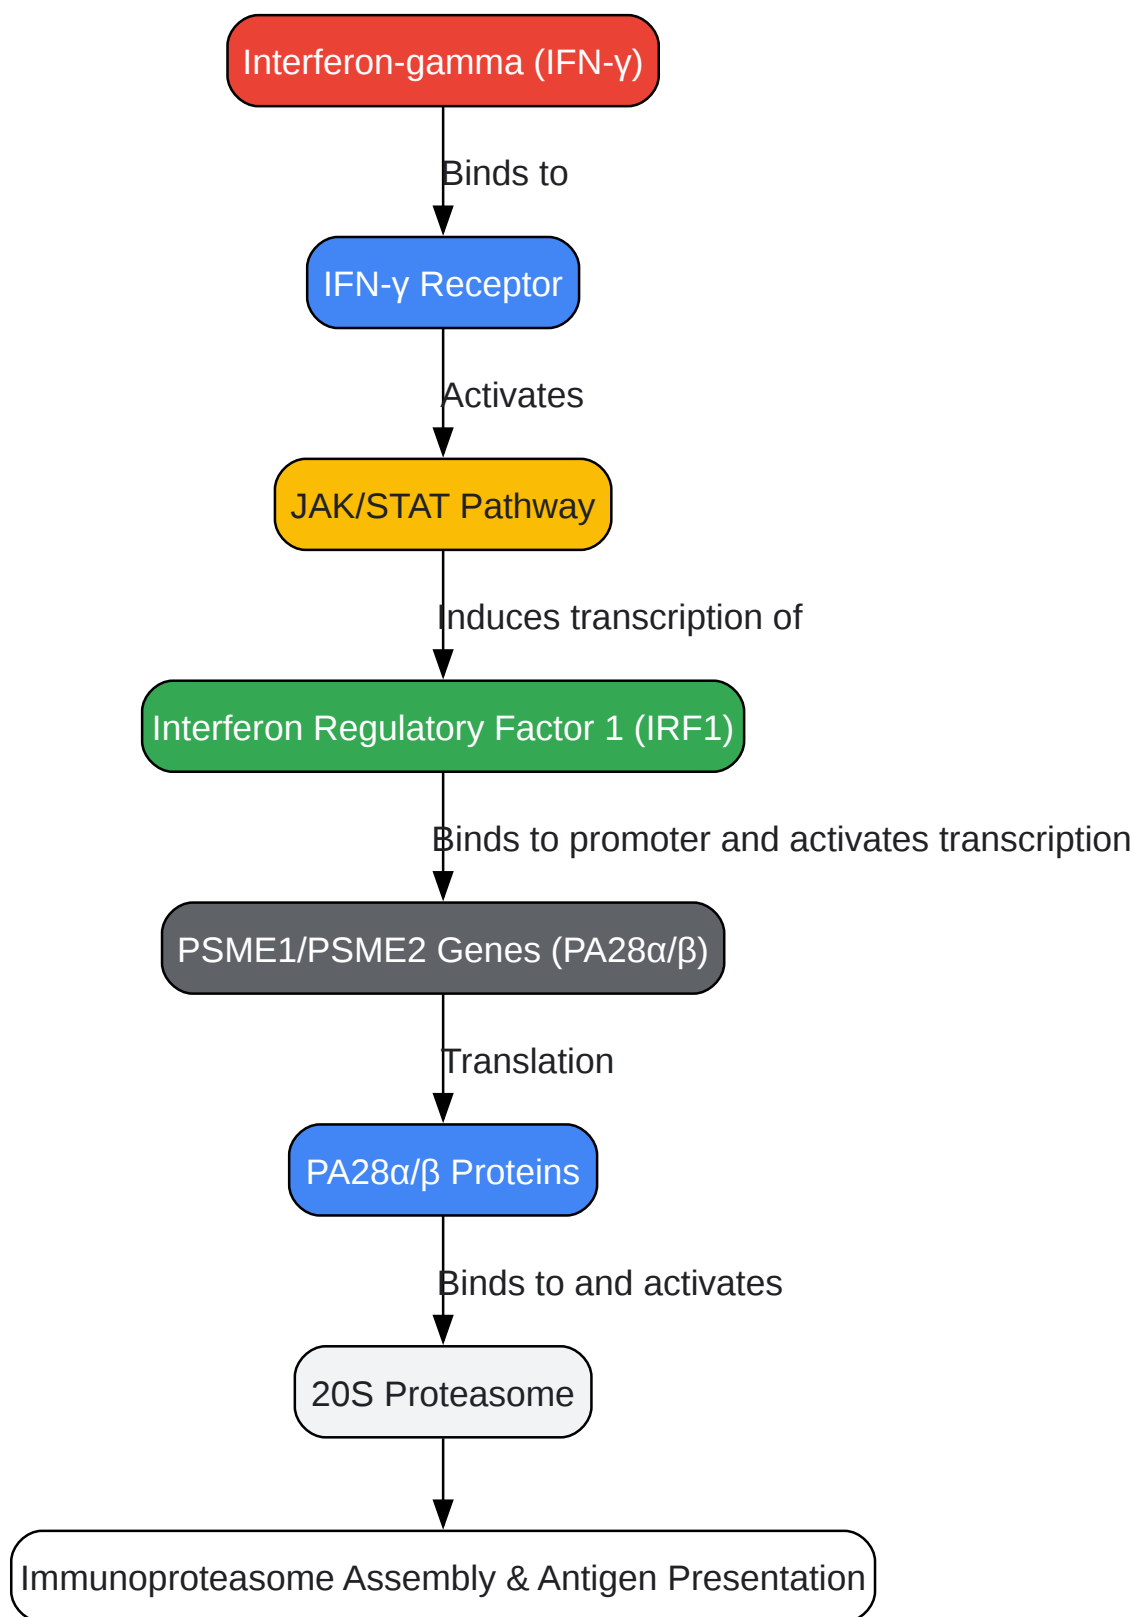 Interferon-gamma (IFN-γ)
Binds to
IFN-γ Receptor
Activates
JAK/STAT Pathway
Induces transcription of
Interferon Regulatory Factor 1 (IRF1)
Binds to promoter and activates transcription
PSME1/PSME2 Genes (PA28α/β)
Translation
PA28α/β Proteins
Binds to and activates
20S Proteasome
Immunoproteasome Assembly & Antigen Presentation